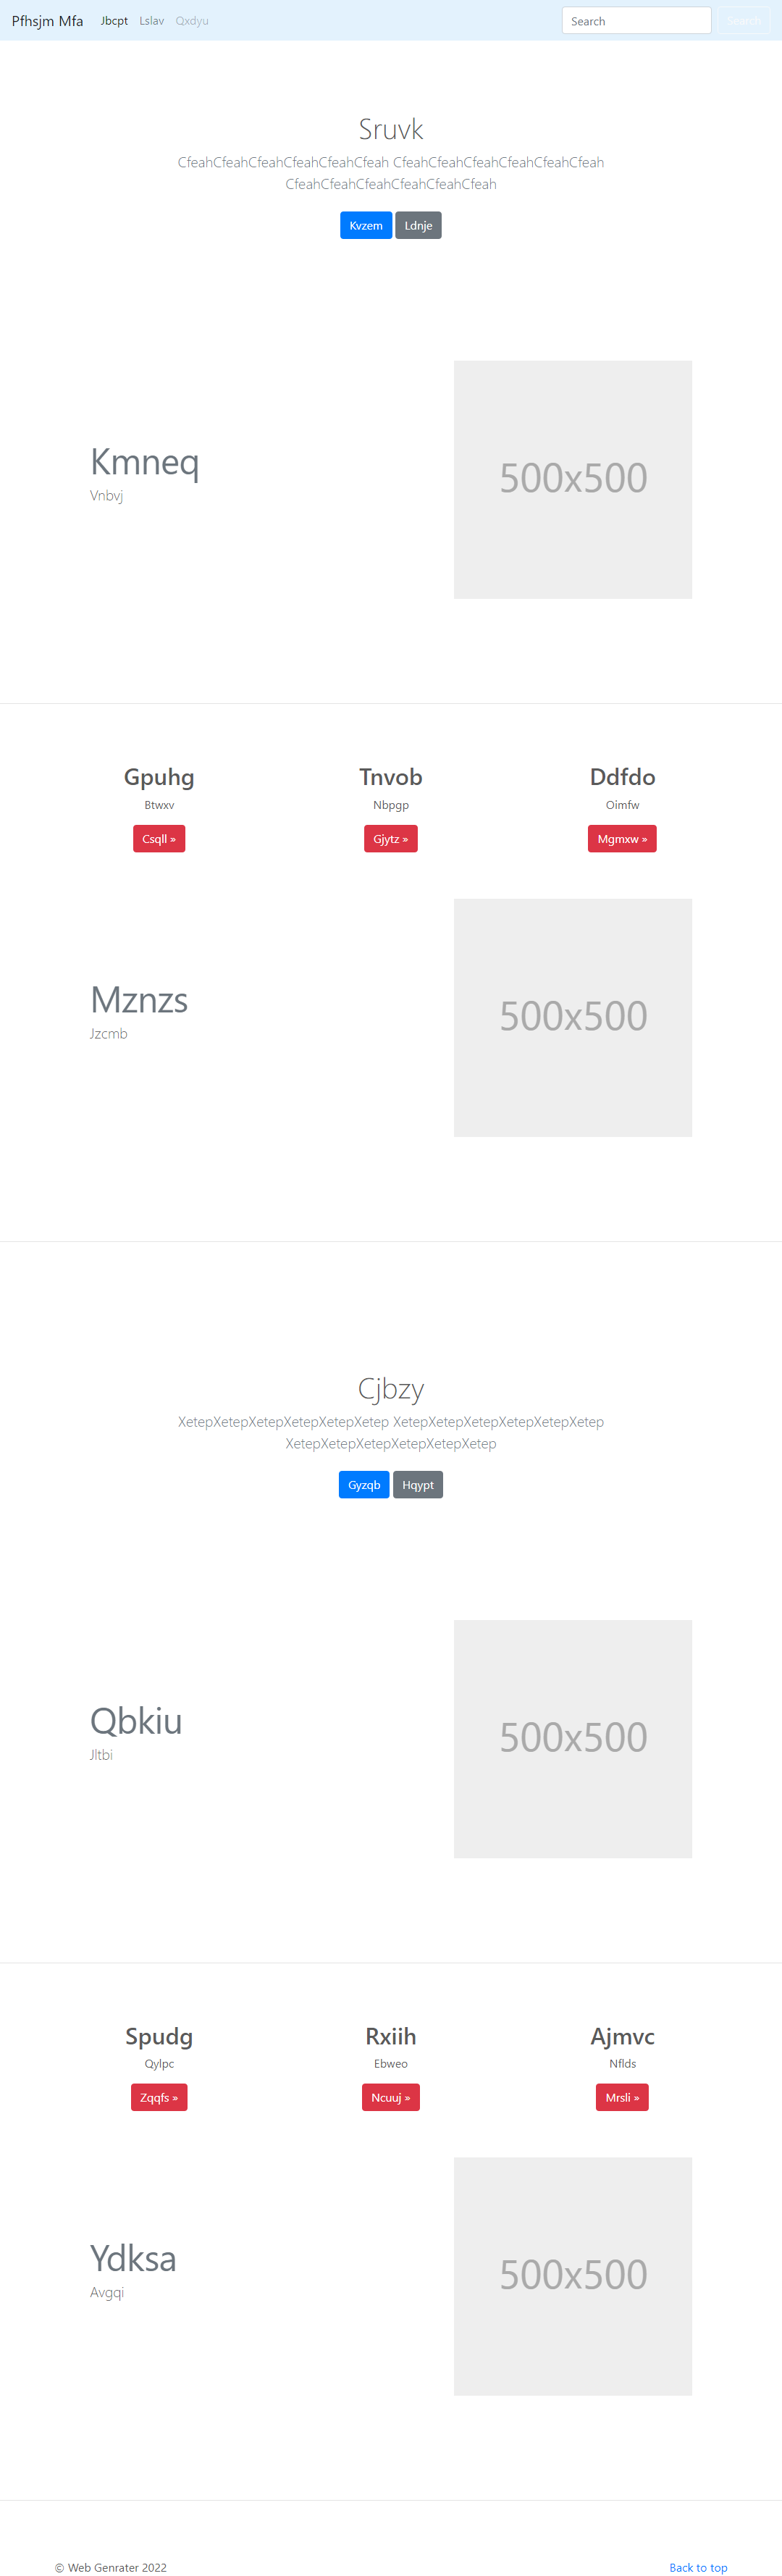 Pfhsjm Mfa Jbcpt Lslav Qxdyu Search Search
Sruvk
CfeahCfeahCfeahCfeahCfeahCfeah CfeahCfeahCfeahCfeahCfeahCfeah
CfeahCfeahCfeahCfeahCfeahCfeah
Kvzem Ldnje
Kmneq
Vnbvj
500x500
Gpuhg Tnvob Ddfdo
Btwxv Nbpgp Oimfw
Csqll » Gjytz » Mgmxw »
Mznzs
Jzcmb
500x500
Cjbzy
XetepXetepXetepXetepXetepXetep XetepXetepXetepXetepXetepXetep
XetepXetepXetepXetepXetepXetep
Gyzqb Hqypt
Qbkiu
Jltbi
500x500
Spudg Rxiih Ajmvc
Qylpc Ebweo Nflds
Zqqfs » Ncuuj » Mrsli »
Ydksa
Avgqi
500x500
© Web Genrater 2022 Back to top